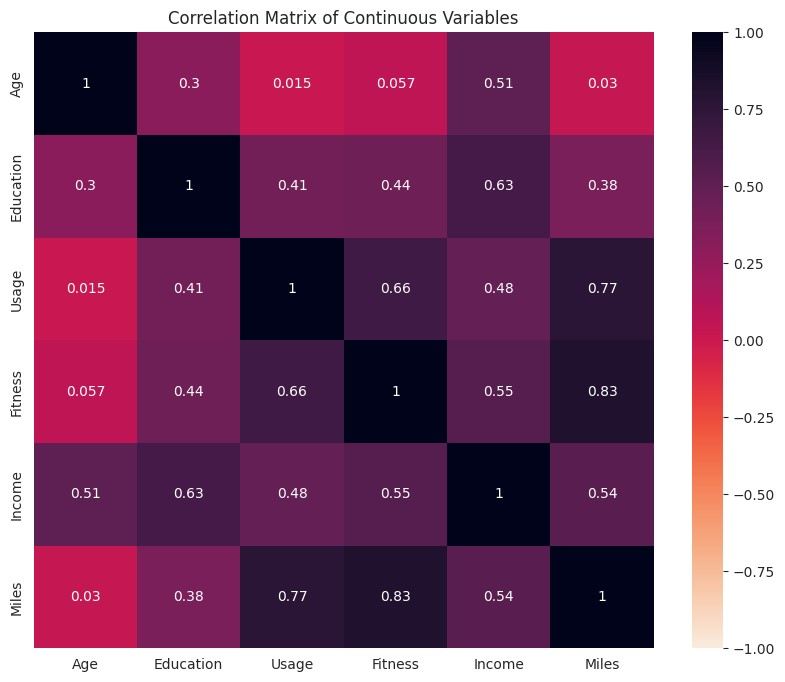 Correlation Matrix of Continuous Variables
Age 1 0.3 0.015 0.057 0.51 0.03
Education 0.3 1 0.41 0.44 0.63 0.38
Usage 0.015 0.41 1 0.66 0.48 0.77
Fitness 0.057 0.44 0.66 1 0.55 0.83
Income 0.51 0.63 0.48 0.55 1 0.54
Miles 0.03 0.38 0.77 0.83 0.54 1
Age Education Usage Fitness Income Miles
1.00
0.75
0.50
0.25
0.00
−0.25
−0.50
−0.75
−1.00